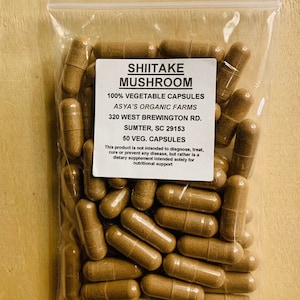 SHIITAKE
MUSHROOM
100% VEGETABLE CAPSULES
ASYA'S ORGANIC FARMS
320 WEST BREWINGTON RD.
SUMTER, SC 29153
50 VEG. CAPSULES
This product is not intended to diagnose, treat,
cure or prevent any disease, but rather is a
dietary supplement intended solely for
nutritional support